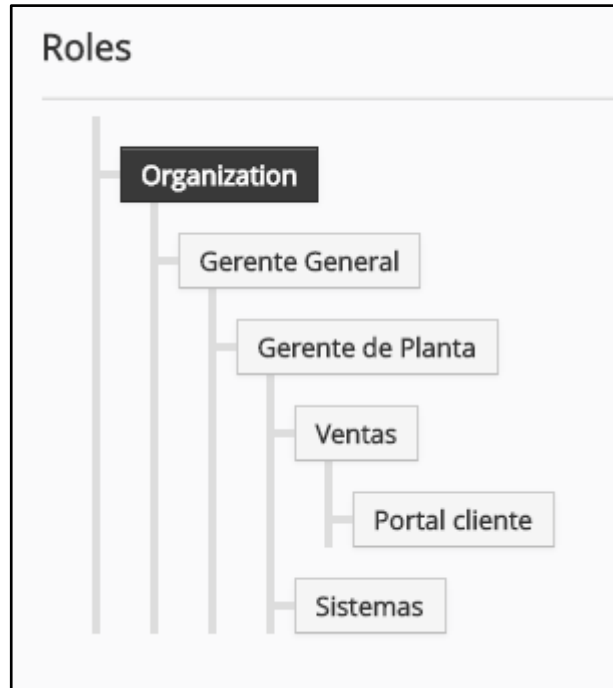 Roles
Organization
Gerente General
Gerente de Planta
Ventas
Portal cliente
Sistemas